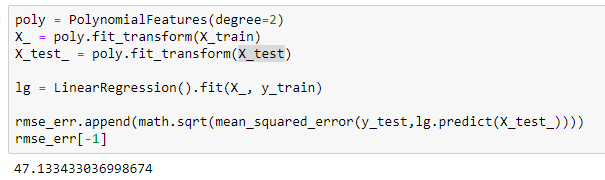 poly = PolynomialFeatures(degree=2)
X_ = poly.fit_transform(X_train)
X_test_ = poly.fit_transform(X_test)
lg = LinearRegression().fit(X_, y_train)
rmse_err.append(math.sqrt(mean_squared_error(y_test,lg.predict(X_test_))))
rmse_err[-1]
47.133433036998674